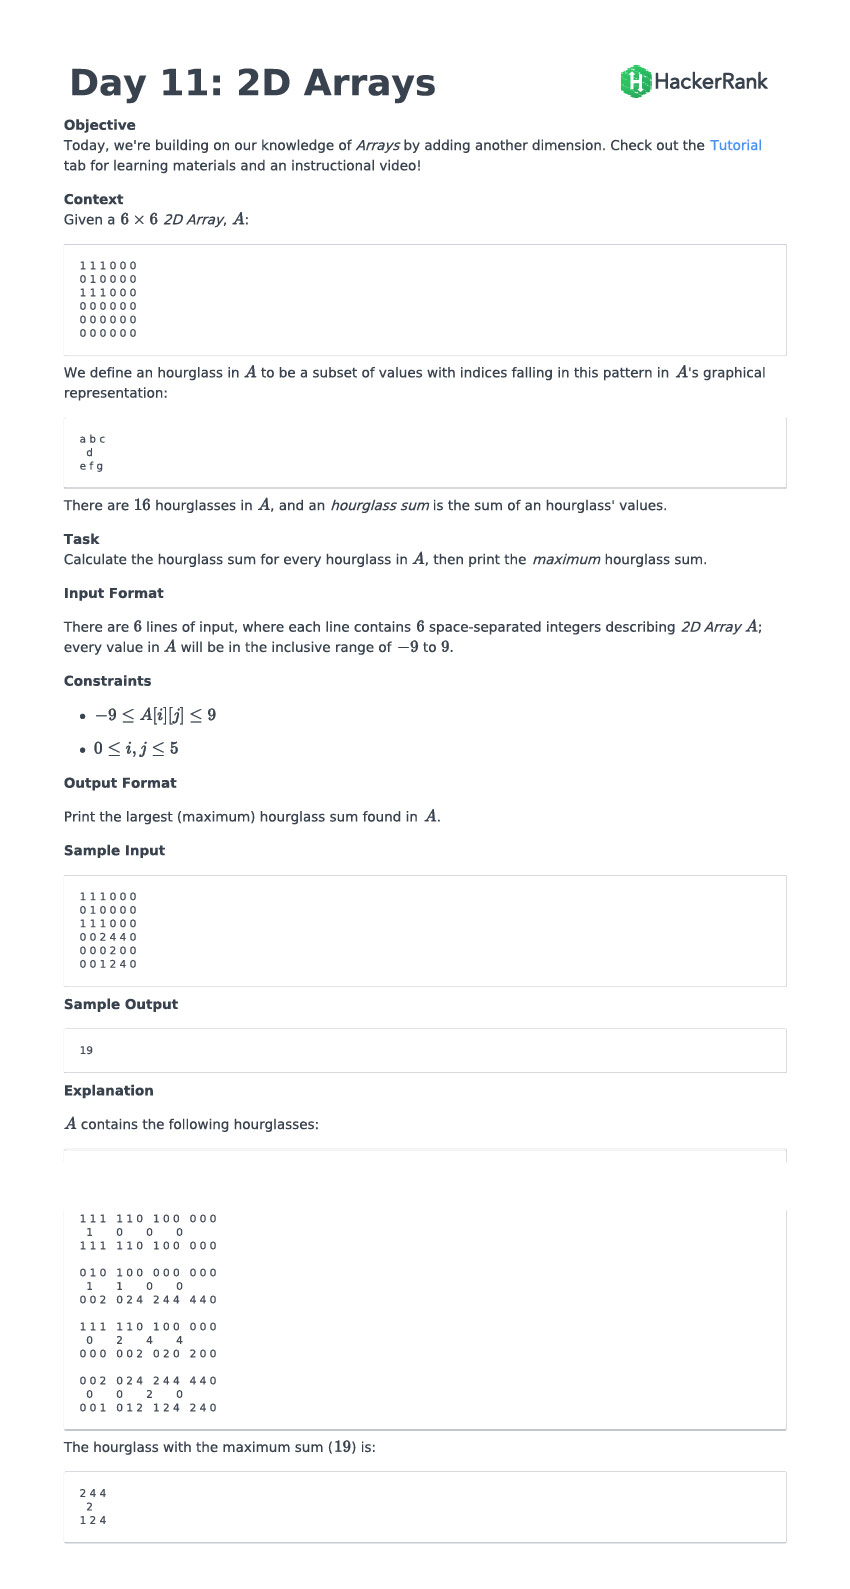 Day 11: 2D Arrays
HackerRank
Objective
Today, we're building on our knowledge of Arrays by adding another dimension. Check out the Tutorial
tab for learning materials and an instructional video!
Context
Given a 6 × 6 2D Array, A:
1 1 1 0 0 0
0 1 0 0 0 0
1 1 1 0 0 0
0 0 0 0 0 0
0 0 0 0 0 0
0 0 0 0 0 0
We define an hourglass in A to be a subset of values with indices falling in this pattern in A's graphical
representation:
a b c
d
e f g
There are 16 hourglasses in A, and an hourglass sum is the sum of an hourglass' values.
Task
Calculate the hourglass sum for every hourglass in A, then print the maximum hourglass sum.
Input Format
There are 6 lines of input, where each line contains 6 space-separated integers describing 2D Array A;
every value in A will be in the inclusive range of −9 to 9.
Constraints
• −9 ≤ A[i][j] ≤ 9
• 0 ≤ i, j ≤ 5
Output Format
Print the largest (maximum) hourglass sum found in A.
Sample Input
1 1 1 0 0 0
0 1 0 0 0 0
1 1 1 0 0 0
0 0 2 4 4 0
0 0 0 2 0 0
0 0 1 2 4 0
Sample Output
19
Explanation
A contains the following hourglasses:
1 1 1 1 1 0 1 0 0 0 0 0
1 0 0 0
1 1 1 1 1 0 1 0 0 0 0 0
0 1 0 1 0 0 0 0 0 0 0 0
1 1 0 0
0 0 2 0 2 4 2 4 4 4 4 0
1 1 1 1 1 0 1 0 0 0 0 0
0 2 4 4
0 0 0 0 0 2 0 2 0 2 0 0
0 0 2 0 2 4 2 4 4 4 4 0
0 0 2 0
0 0 1 0 1 2 1 2 4 2 4 0
The hourglass with the maximum sum (19) is:
2 4 4
2
1 2 4